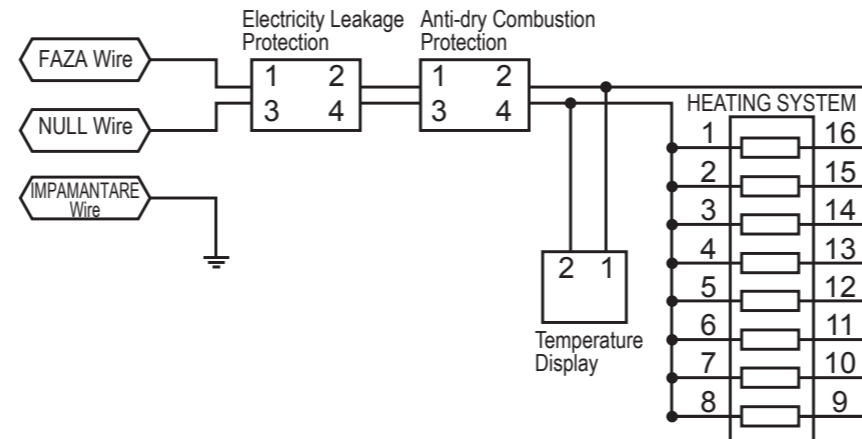 Electricity Leakage
Protection
Anti-dry Combustion
Protection
FAZA Wire
1 2
3 4
1 2
3 4
NULL Wire
IMPAMANTARE
Wire
HEATING SYSTEM
1 16
2 15
3 14
4 13
5 12
6 11
7 10
8 9
2 1
Temperature
Display